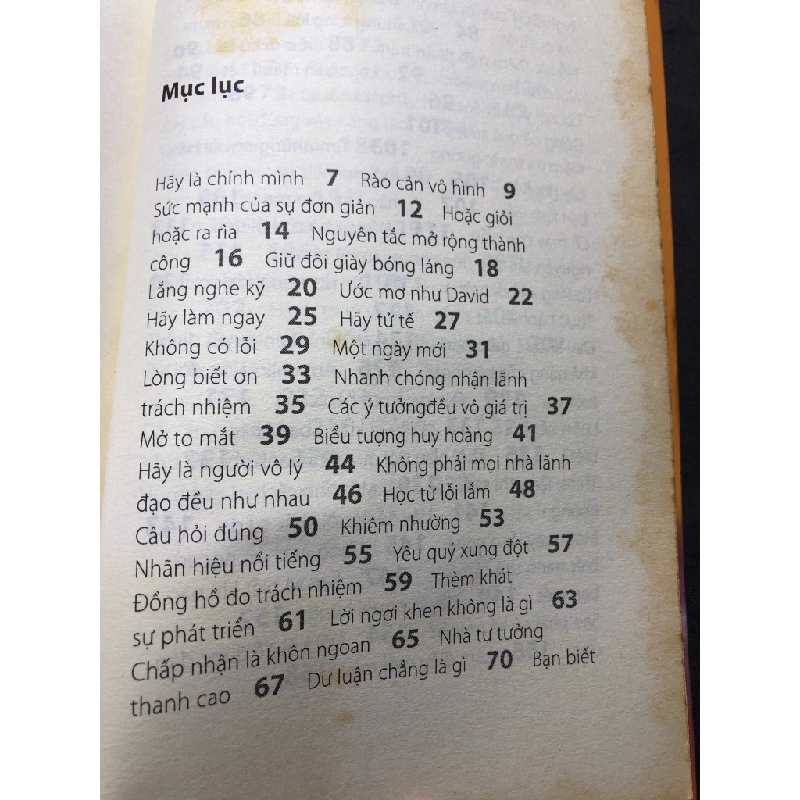 Mục lục
Hãy là chính mình 7 Rào cản vô hình 9
Sức mạnh của sự đơn giản 12 Hoặc giỏi
hoặc ra rìa 14 Nguyên tắc mở rộng thành
công 16 Giữ đôi giày bóng láng 18
Lắng nghe kỹ 20 Ước mơ như David 22
Hãy làm ngay 25 Hãy tử tế 27
Không có lỗi 29 Một ngày mới 31
Lòng biết ơn 33 Nhanh chóng nhận lãnh
trách nhiệm 35 Các ý tưởngđều vô giá trị 37
Mở to mắt 39 Biểu tượng huy hoàng 41
Hãy là người vô lý 44 Không phải mọi nhà lãnh
đạo đều như nhau 46 Học từ lỗi lầm 48
Câu hỏi đúng 50 Khiêm nhường 53
Nhãn hiệu nổi tiếng 55 Yêu quý xung đột 57
Đồng hồ đo trách nhiệm 59 Thèm khát
sự phát triển 61 Lời ngợi khen không là gì 63
Chấp nhận là khôn ngoan 65 Nhà tư tưởng
thanh cao 67 Dư luận chẳng là gì 70 Bạn biết